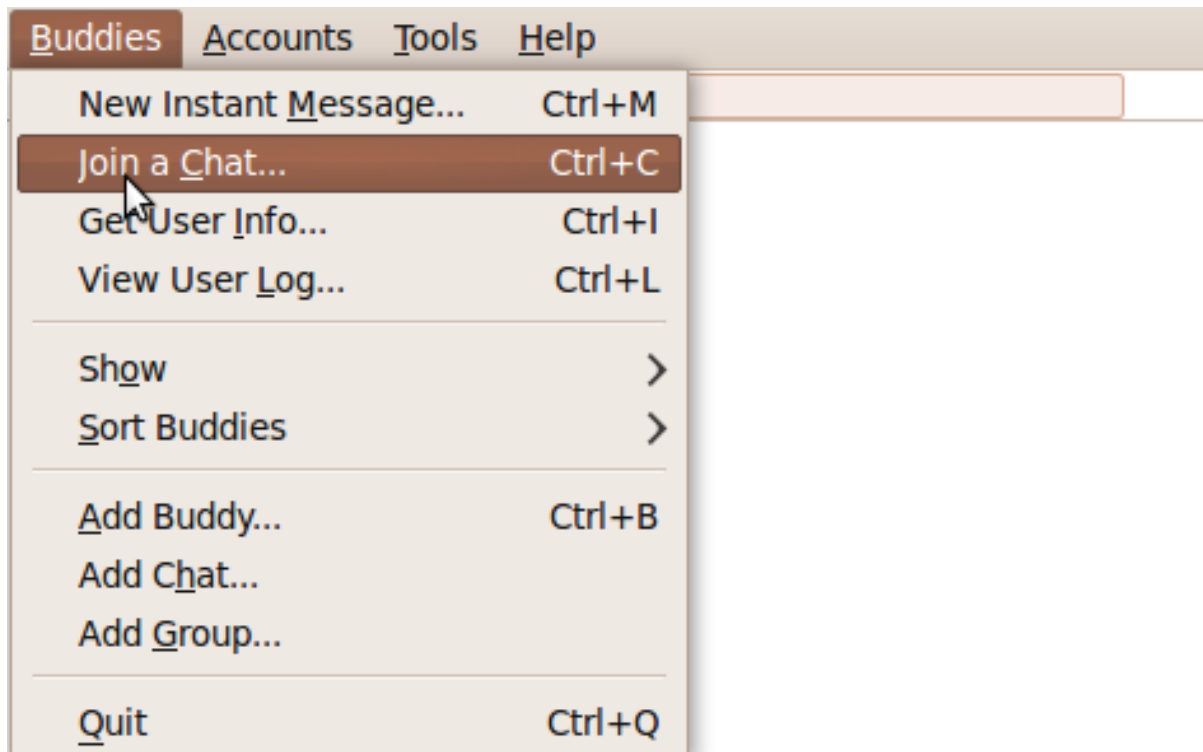 Buddies Accounts Tools Help
New Instant Message... Ctrl+M
Join a Chat... Ctrl+C
Get User Info... Ctrl+I
View User Log... Ctrl+L
Show
Sort Buddies
Add Buddy... Ctrl+B
Add Chat...
Add Group...
Quit Ctrl+Q